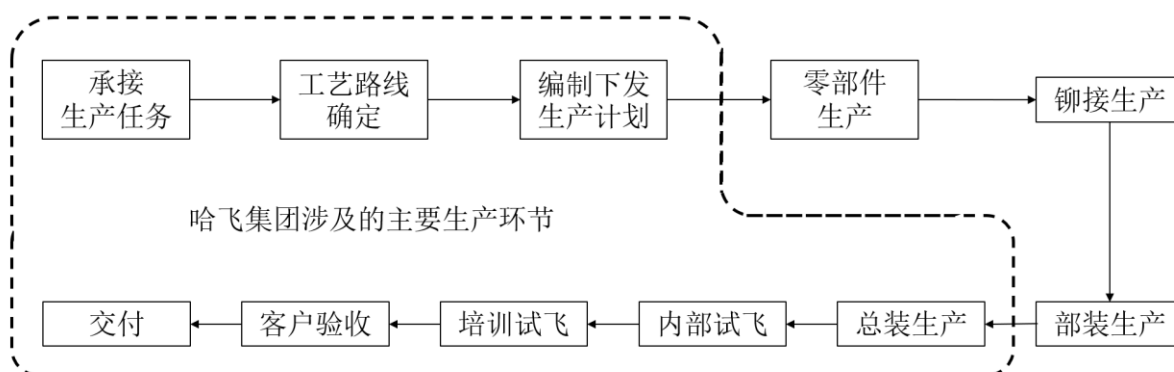 承接
生产任务
工艺路线
确定
编制下发
生产计划
零部件
生产
铆接生产
哈飞集团涉及的主要生产环节
交付
客户验收
培训试飞
内部试飞
总装生产
部装生产